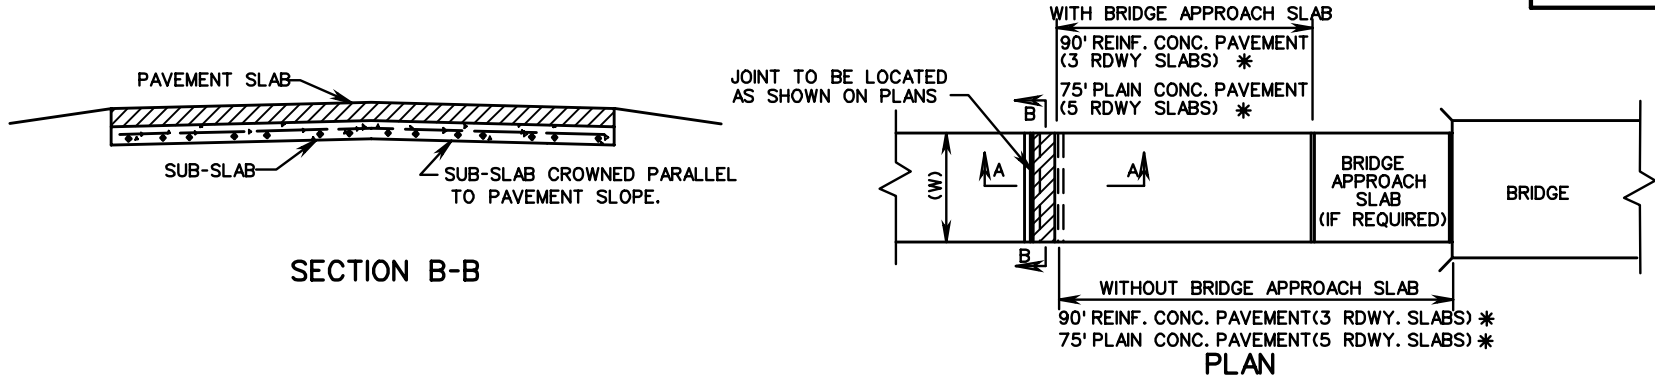 PAVEMENT SLAB
SUB-SLAB
SUB-SLAB CROWNED PARALLEL
TO PAVEMENT SLOPE.
SECTION B-B
WITH BRIDGE APPROACH SLAB
90' REINF. CONC. PAVEMENT
(3 RDWY SLABS) *
75' PLAIN CONC. PAVEMENT
(5 RDWY SLABS) *
JOINT TO BE LOCATED
AS SHOWN ON PLANS
B
(W)
A
A
BRIDGE
APPROACH
SLAB
(IF REQUIRED)
BRIDGE
B
WITHOUT BRIDGE APPROACH SLAB
90' REINF. CONC. PAVEMENT(3 RDWY. SLABS) *
75' PLAIN CONC. PAVEMENT(5 RDWY. SLABS) *
PLAN